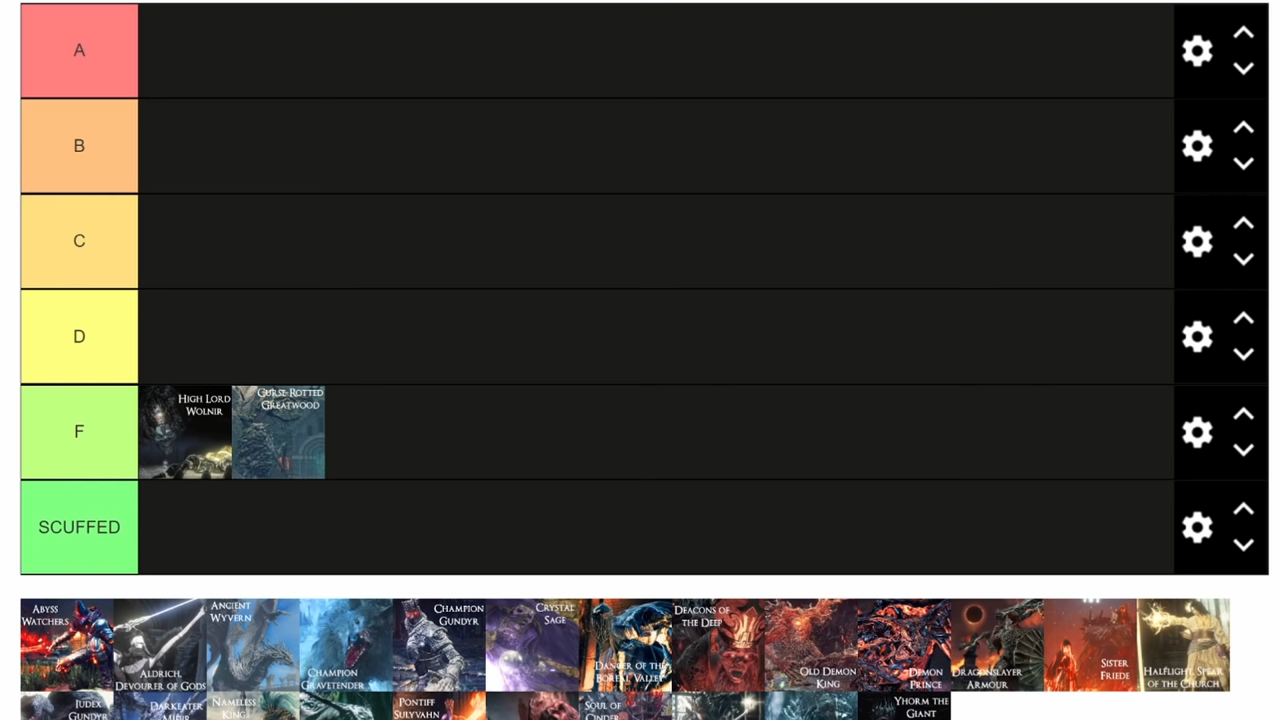 A
B
C
D
F
HIGH LORD
WOLNIR
CURSE-ROTTED
GREATWOOD
SCUFFED
ABYSS
WATCHERS
ALDRICH,
DEVOURER OF GODS
ANCIENT
WYVERN
CHAMPION
GRAVETENDER
CHAMPION
GUNDYR
CRYSTAL
SAGE
DANCER OF THE
BOREAL VALLEY
DEACONS OF
THE DEEP
OLD DEMON
KING
DEMON
PRINCE
DRAGONSLAYER
ARMOUR
SISTER
FRIEDE
HALFLIGHT, SPEAR
OF THE CHURCH
IUDEX
GUNDYR
DARKEATER
MIDIR
NAMELESS
KING
PONTIFF
SULYVAHN
SOUL OF
CINDER
YHORM THE
GIANT